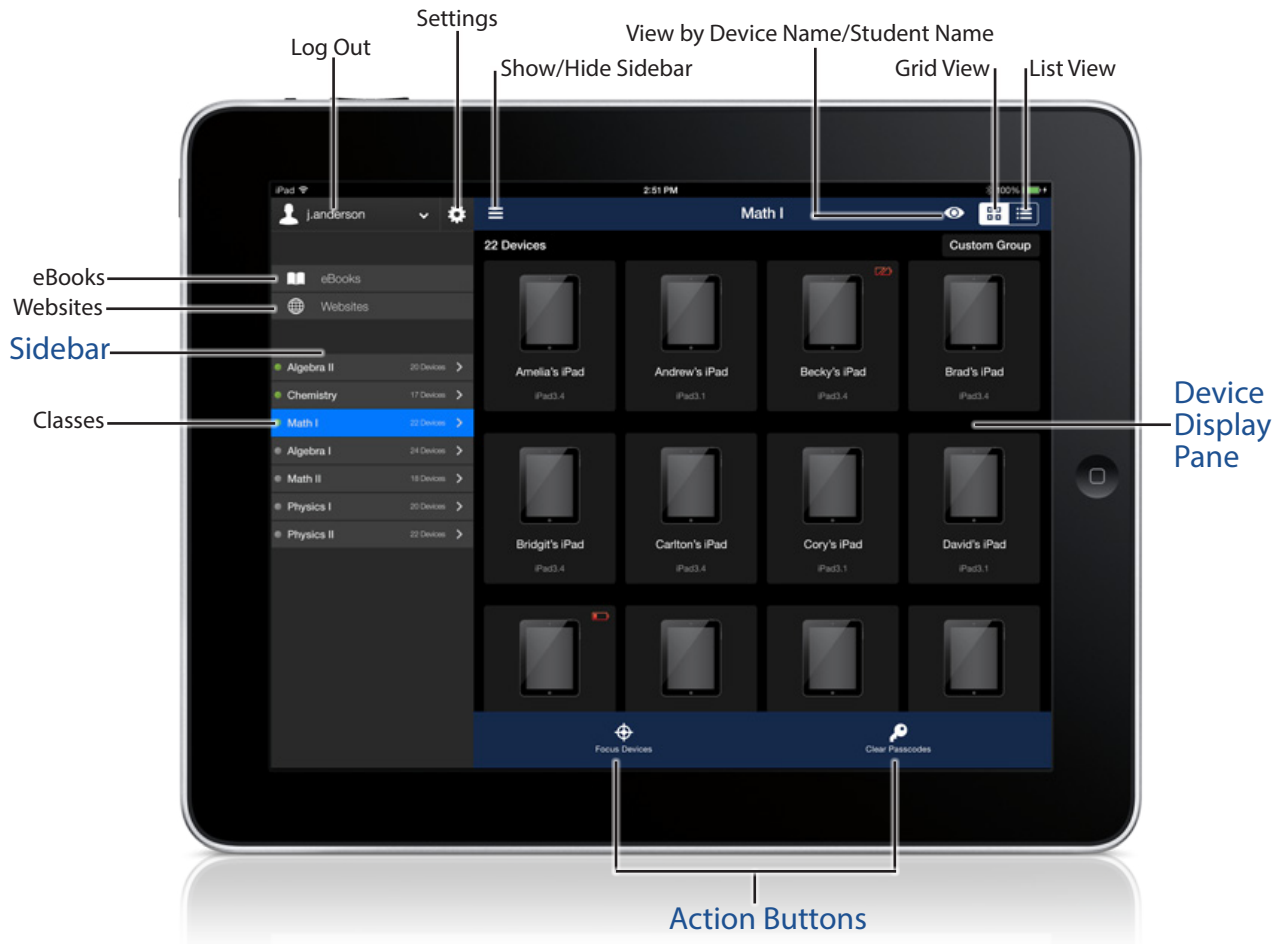 Settings
Log Out
View by Device Name/Student Name
Show/Hide Sidebar
Grid View
List View
iPad
2:51 PM
100%
j.anderson
Math I
22 Devices
Custom Group
eBooks
eBooks
Websites
Websites
Sidebar
Algebra II 20 Devices
Chemistry 17 Devices
Classes
Math I 22 Devices
Algebra I 24 Devices
Math II 18 Devices
Physics I 20 Devices
Physics II 22 Devices
Amelia's iPad
iPad3.4
Andrew's iPad
iPad3.1
Becky's iPad
iPad3.4
Brad's iPad
iPad3.4
Device
Display
Pane
Bridgit's iPad
iPad3.4
Carlton's iPad
iPad3.4
Cory's iPad
iPad3.1
David's iPad
iPad3.1
Focus Devices
Clear Passcodes
Action Buttons